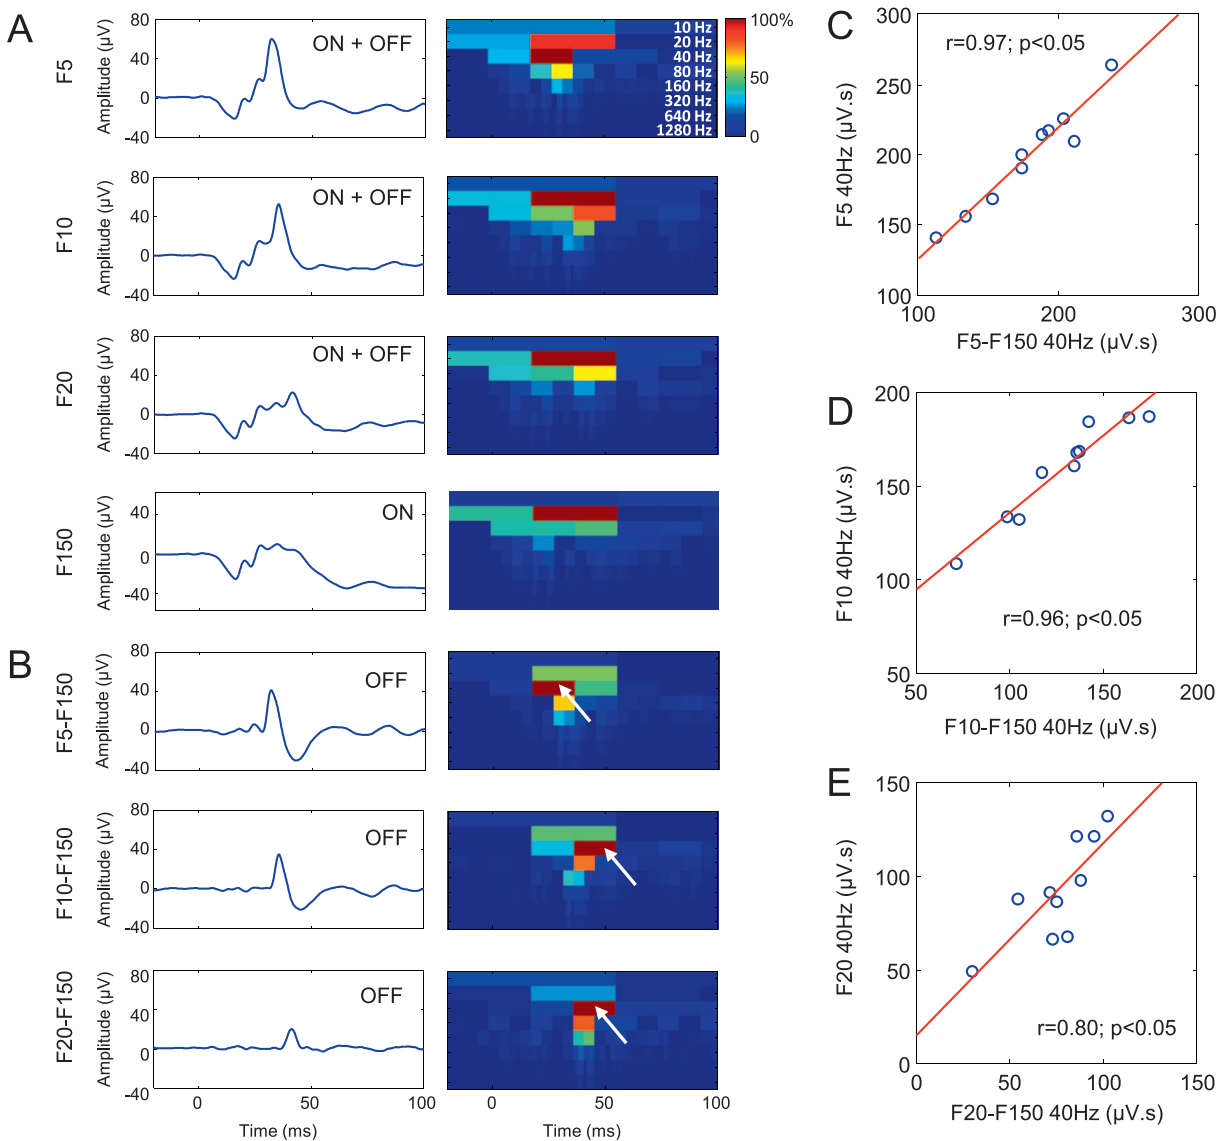 A
F5
Amplitude (µV)
80
40
0
-40
ON + OFF
10 Hz
20 Hz
40 Hz
80 Hz
160 Hz
320 Hz
640 Hz
1280 Hz
100%
50
0
F10
Amplitude (µV)
80
40
0
-40
ON + OFF
F20
Amplitude (µV)
80
40
0
-40
ON + OFF
F150
Amplitude (µV)
40
0
-40
ON
B
F5-F150
Amplitude (µV)
80
40
0
-40
OFF
F10-F150
Amplitude (µV)
80
40
0
-40
OFF
F20-F150
Amplitude (µV)
80
40
0
-40
OFF
0
50
100
Time (ms)
0
50
100
Time (ms)
C
r=0.97; p<0.05
F5 40Hz (µV.s)
300
250
200
150
100
100
200
300
F5-F150 40Hz (µV.s)
D
F10 40Hz (µV.s)
200
150
100
50
r=0.96; p<0.05
50
100
150
200
F10-F150 40Hz (µV.s)
E
F20 40Hz (µV.s)
150
100
50
0
r=0.80; p<0.05
0
50
100
150
F20-F150 40Hz (µV.s)